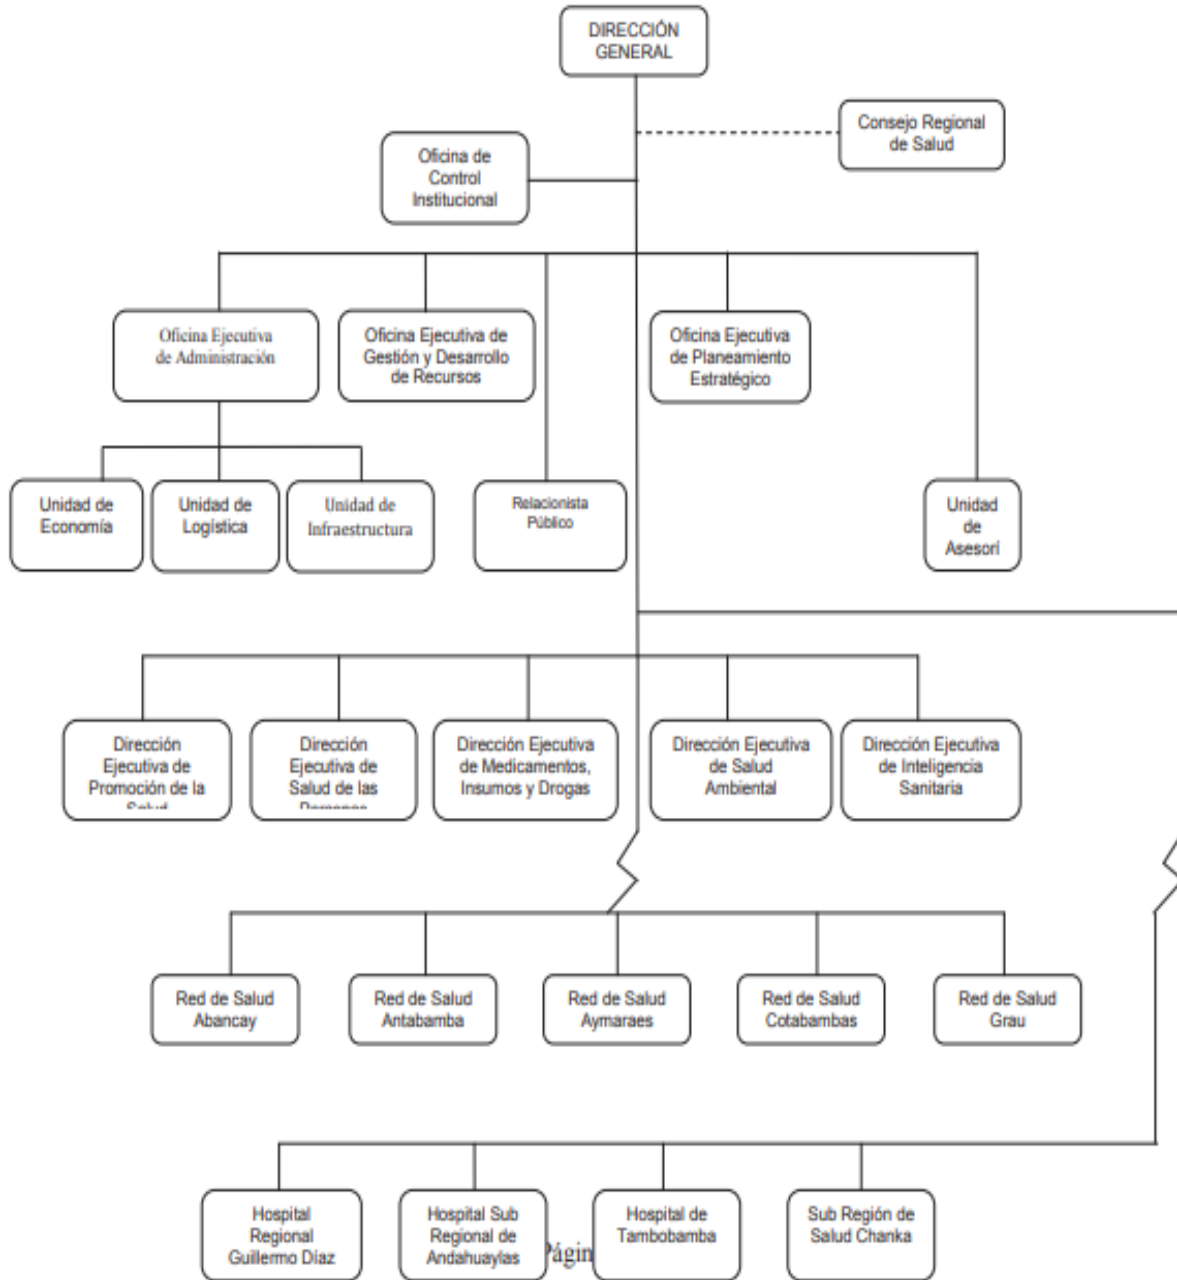 DIRECCIÓN
GENERAL
Consejo Regional
de Salud
Oficina de
Control
Institucional
Oficina Ejecutiva
de Administración
Oficina Ejecutiva de
Gestión y Desarrollo
de Recursos
Oficina Ejecutiva
de Planeamiento
Estratégico
Unidad de
Economía
Unidad de
Logística
Unidad de
Infraestructura
Relacionista
Público
Unidad
de
Asesorí
Dirección
Ejecutiva de
Promoción de la
Salud
Dirección
Ejecutiva de
Salud de las
Personas
Dirección Ejecutiva
de Medicamentos,
Insumos y Drogas
Dirección Ejecutiva
de Salud
Ambiental
Dirección Ejecutiva
de Inteligencia
Sanitaria
Red de Salud
Abancay
Red de Salud
Antabamba
Red de Salud
Aymaraes
Red de Salud
Cotabambas
Red de Salud
Grau
Hospital
Regional
Guillermo Díaz
Hospital Sub
Regional de
Andahuaylas
Págin
Hospital de
Tambobamba
Sub Región de
Salud Chanka